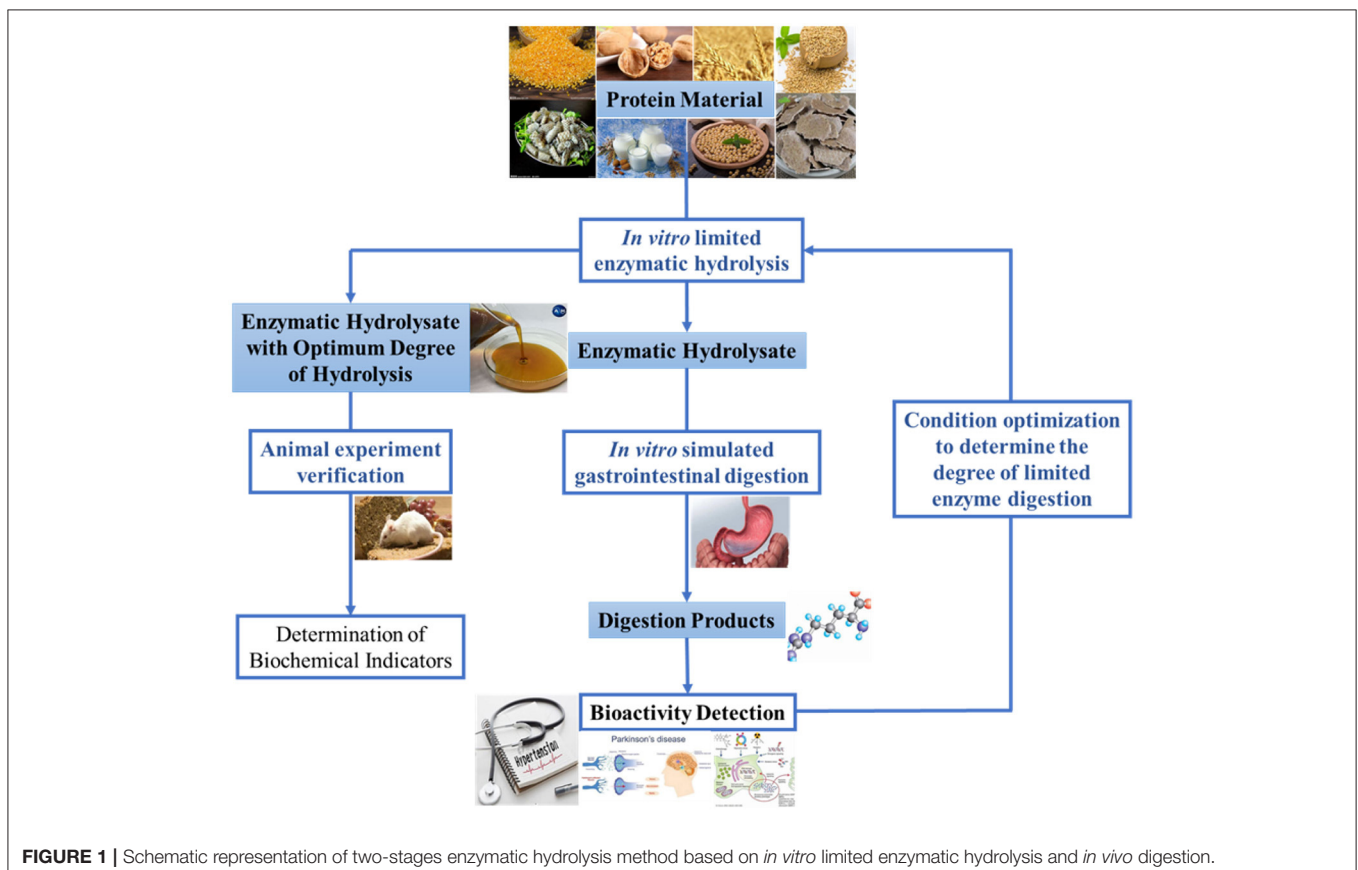 Protein Material
In vitro limited
enzymatic hydrolysis
Enzymatic Hydrolysate
with Optimum Degree
of Hydrolysis
Enzymatic Hydrolysate
Condition optimization
to determine the
degree of limited
enzyme digestion
Animal experiment
verification
In vitro simulated
gastrointestinal digestion
Digestion Products
Determination of
Biochemical Indicators
Bioactivity Detection
Hypertension
Parkinson's disease
FIGURE 1 | Schematic representation of two-stages enzymatic hydrolysis method based on in vitro limited enzymatic hydrolysis and in vivo digestion.